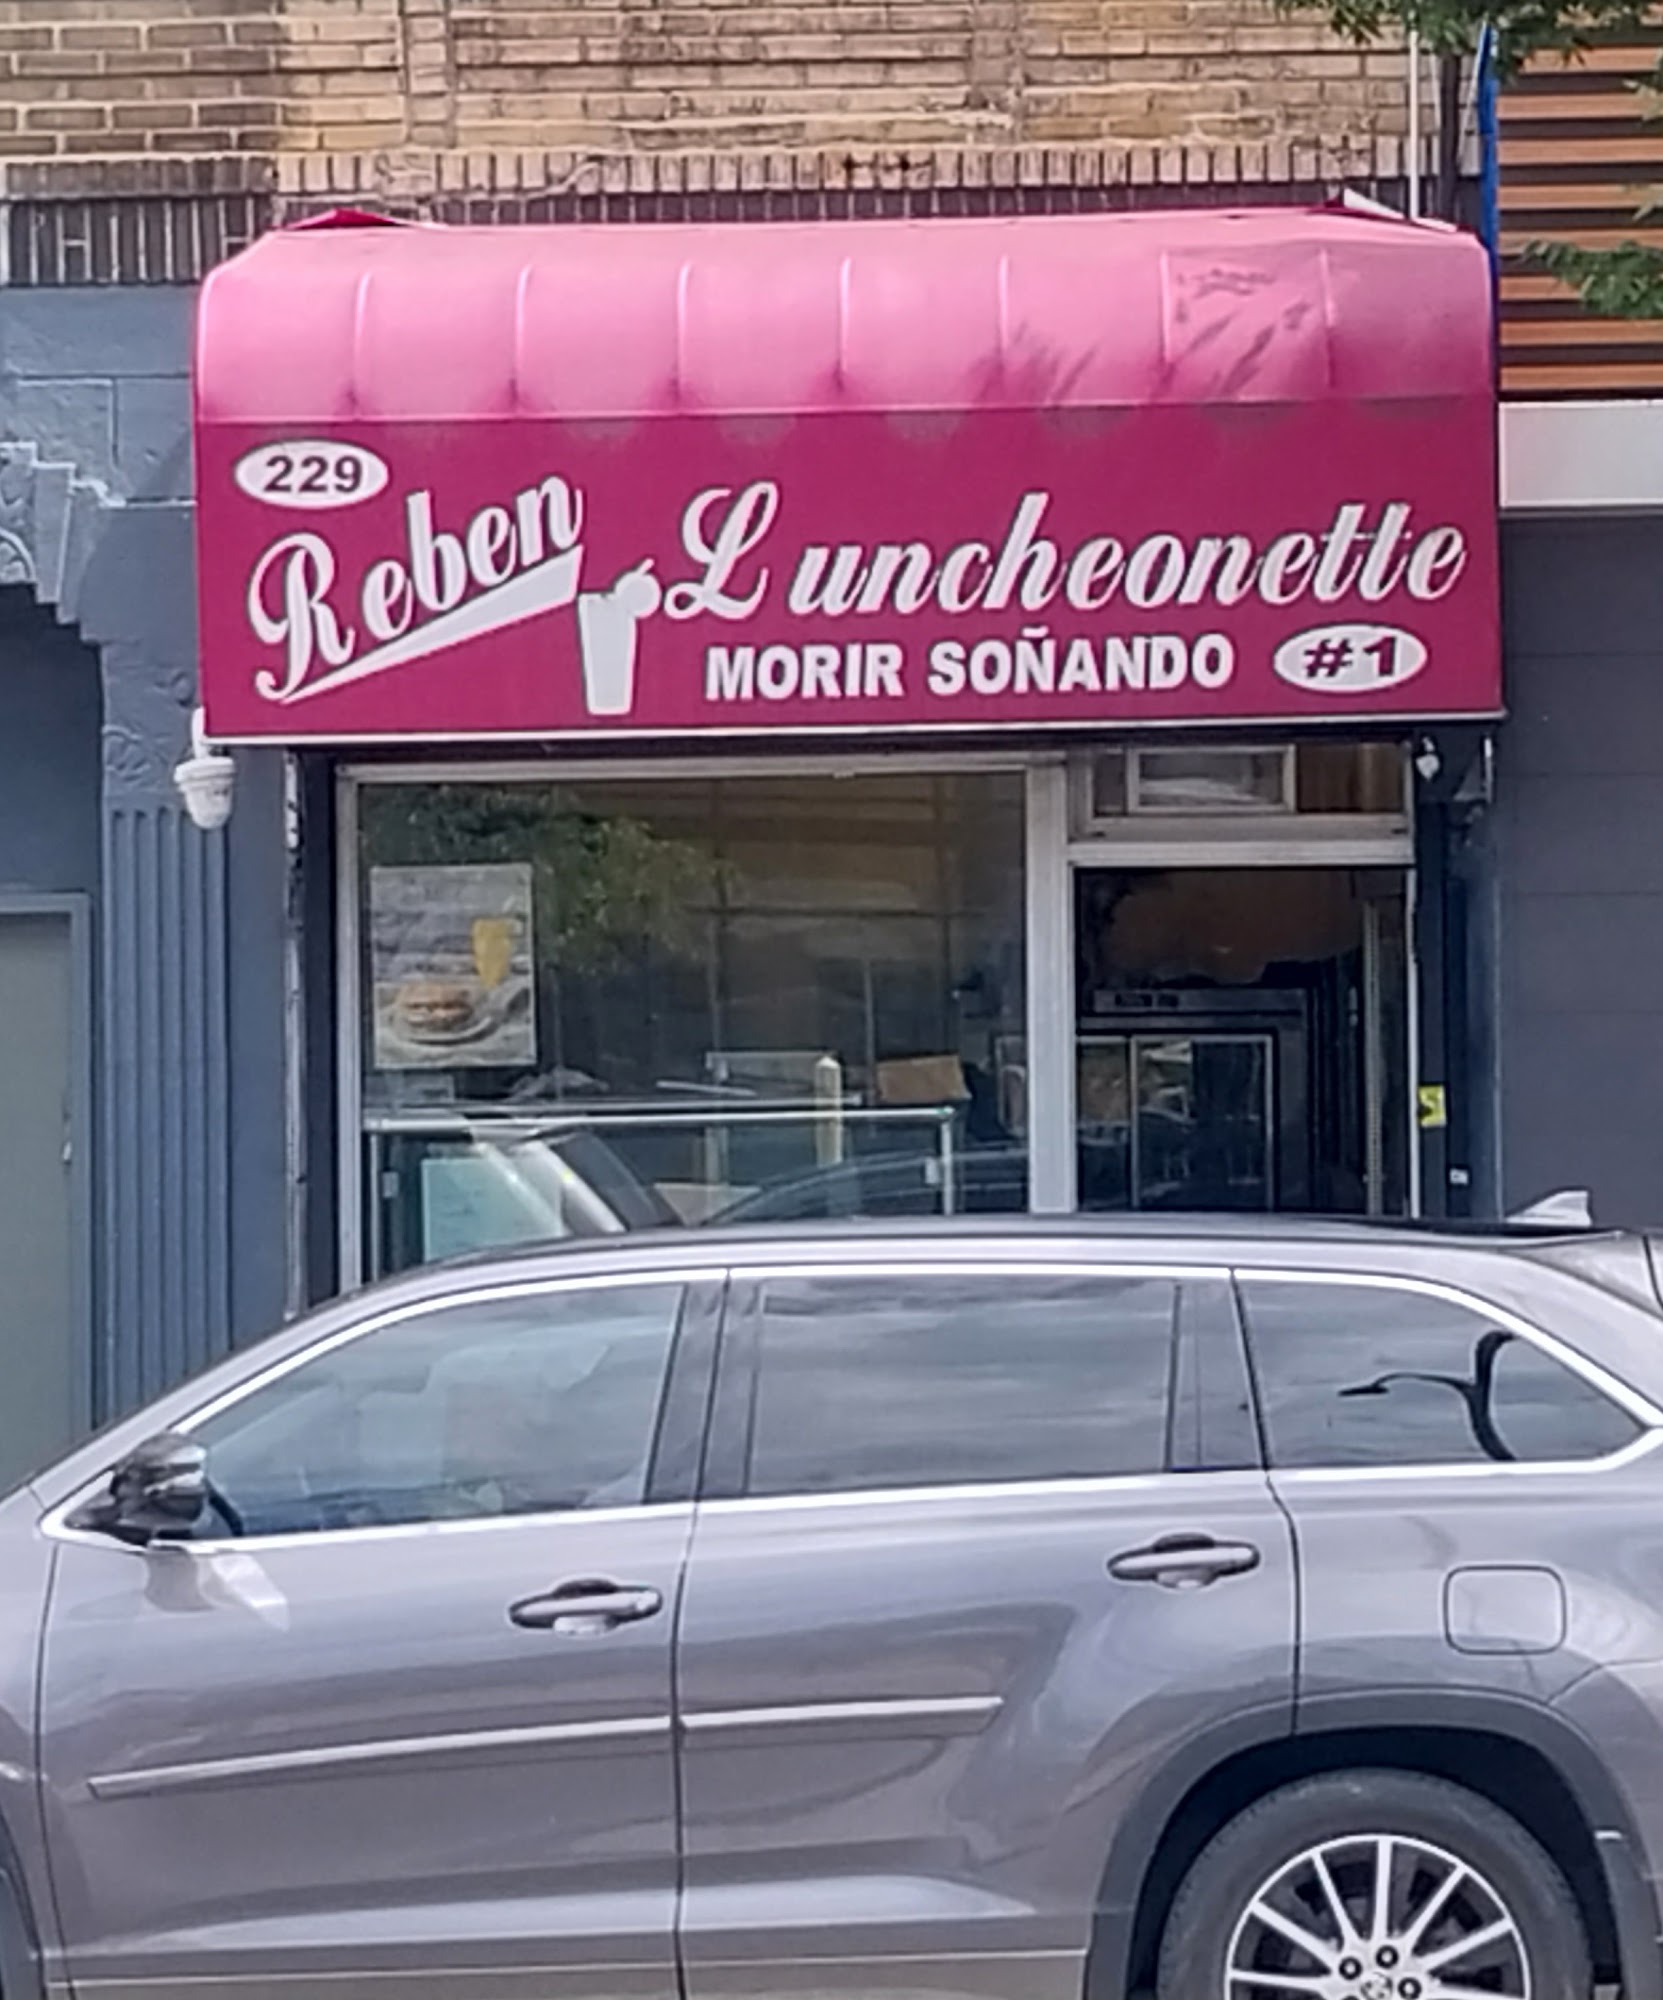 229
Reben Luncheonette
MORIR SOÑANDO #1